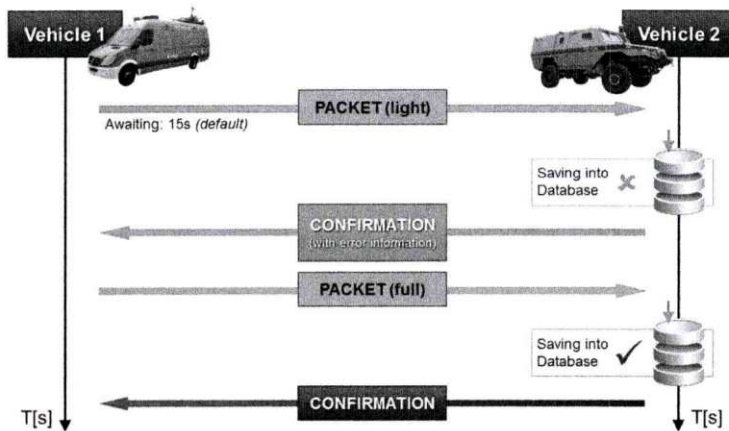 Vehicle 1
Vehicle 2
PACKET (light)
Awaiting: 15s (default)
Saving into
Database
CONFIRMATION
(with error information)
PACKET (full)
Saving into
Database
CONFIRMATION
T[s]
T[s]